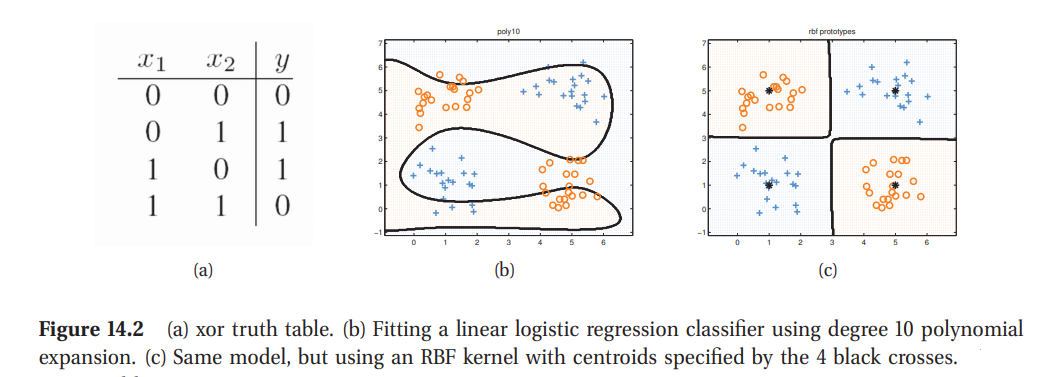 x1 x2 y
0 0 0
0 1 1
1 0 1
1 1 0
(a)
poly10
7
6
5
4
3
2
1
0
−1
0 1 2 3 4 5 6
(b)
rbf prototypes
7
6
5
4
3
2
1
0
−1
0 1 2 3 4 5 6
(c)
Figure 14.2 (a) xor truth table. (b) Fitting a linear logistic regression classifier using degree 10 polynomial
expansion. (c) Same model, but using an RBF kernel with centroids specified by the 4 black crosses.